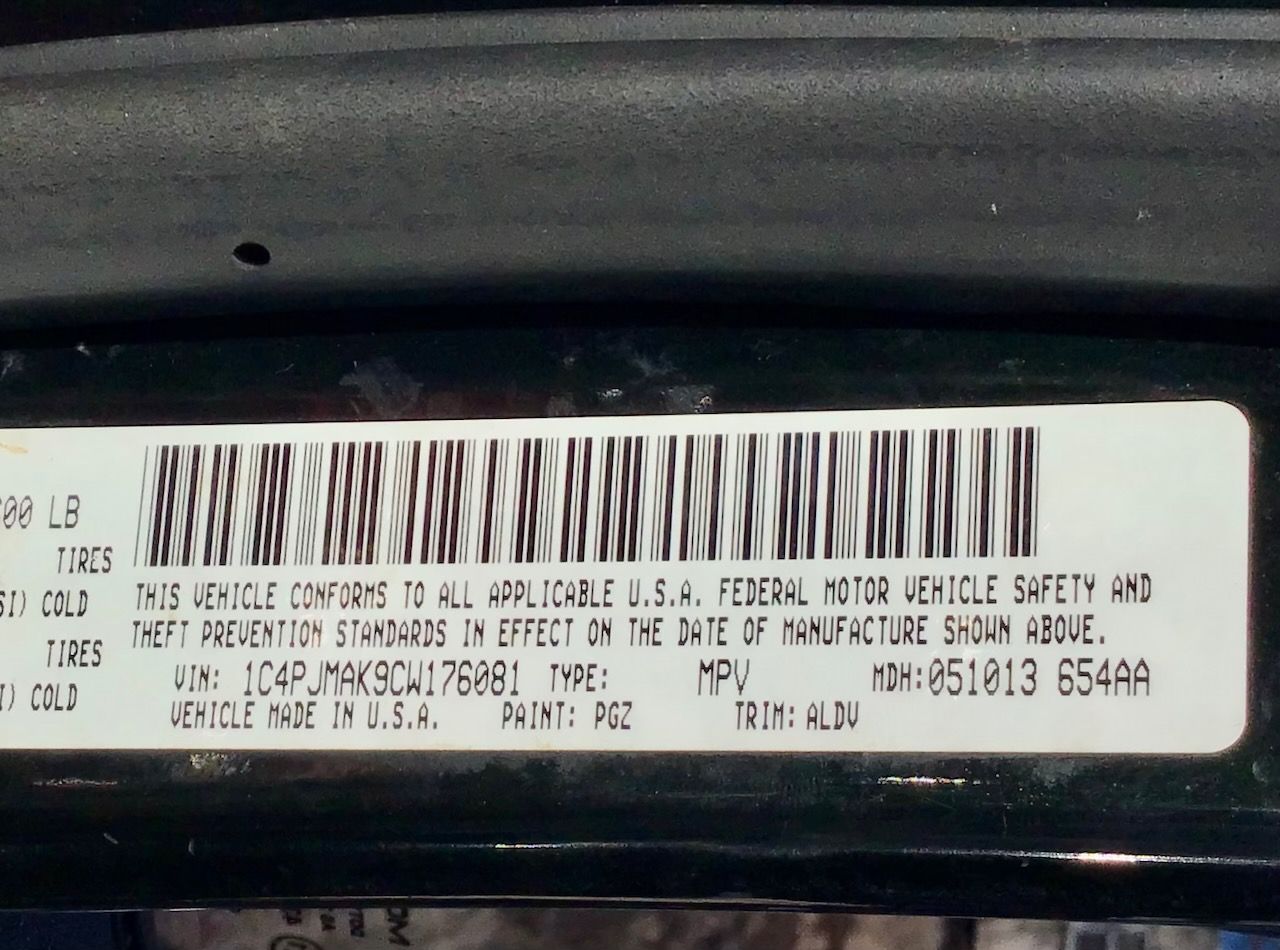 00 LB
TIRES
SI) COLD
TIRES
I) COLD
THIS VEHICLE CONFORMS TO ALL APPLICABLE U.S.A. FEDERAL MOTOR VEHICLE SAFETY AND
THEFT PREVENTION STANDARDS IN EFFECT ON THE DATE OF MANUFACTURE SHOWN ABOVE.
VIN: 1C4PJMAK9CW176081 TYPE: MPV MDH:051013 654AA
VEHICLE MADE IN U.S.A. PAINT: PGZ TRIM: ALDV